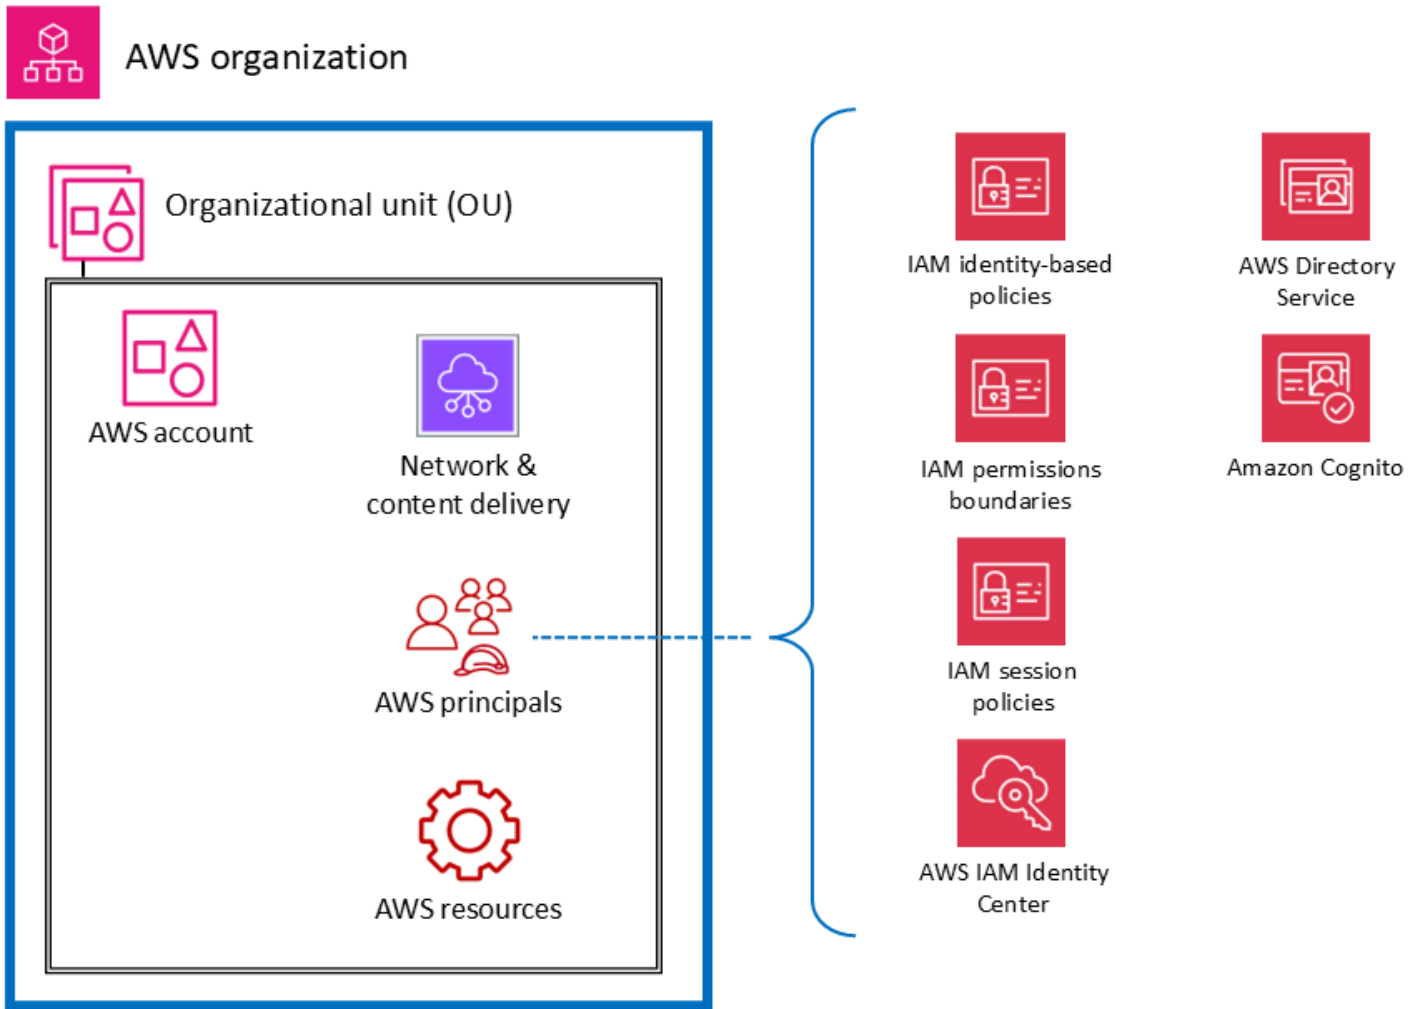 AWS organization
Organizational unit (OU)
AWS account
Network &
content delivery
AWS principals
AWS resources
IAM identity-based
policies
IAM permissions
boundaries
IAM session
policies
AWS IAM Identity
Center
AWS Directory
Service
Amazon Cognito